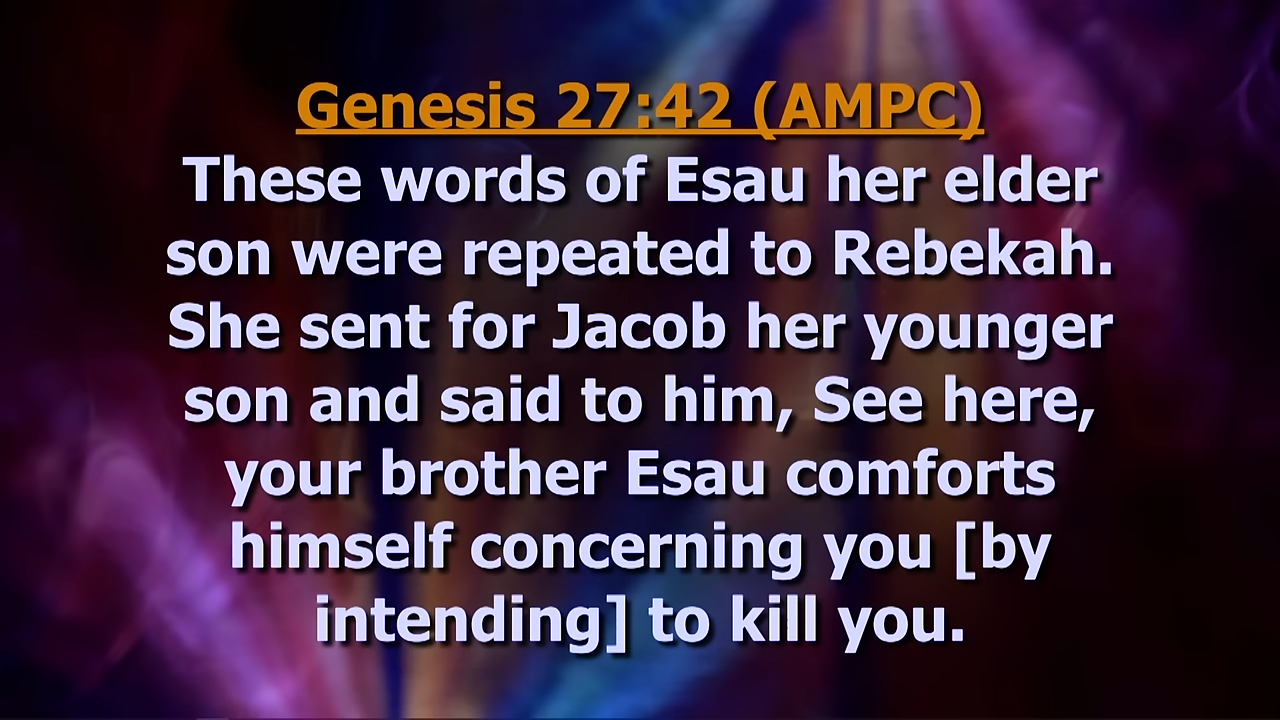 Genesis 27:42 (AMPC)
These words of Esau her elder
son were repeated to Rebekah.
She sent for Jacob her younger
son and said to him, See here,
your brother Esau comforts
himself concerning you [by
intending] to kill you.